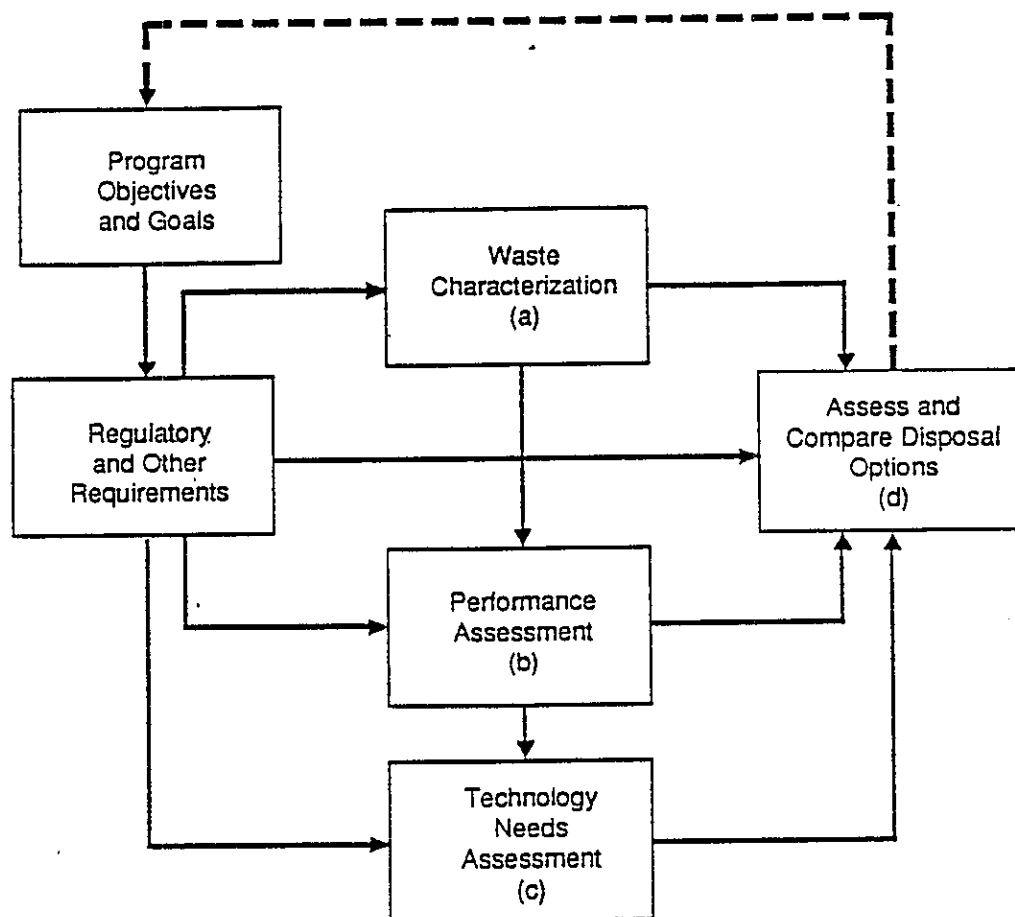 Program
Objectives
and Goals
Waste
Characterization
(a)
Regulatory
and Other
Requirements
Assess and
Compare Disposal
Options
(d)
Performance
Assessment
(b)
Technology
Needs
Assessment
(c)